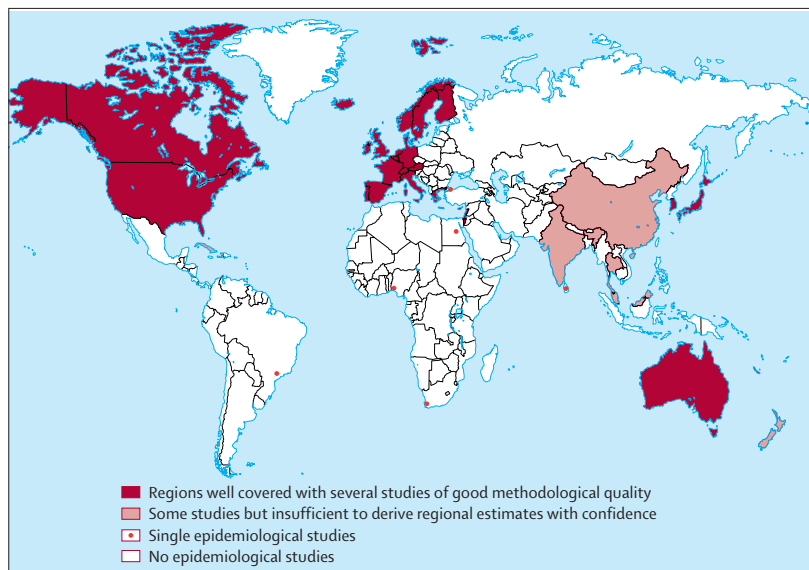 Regions well covered with several studies of good methodological quality
Some studies but insufficient to derive regional estimates with confidence
Single epidemiological studies
No epidemiological studies